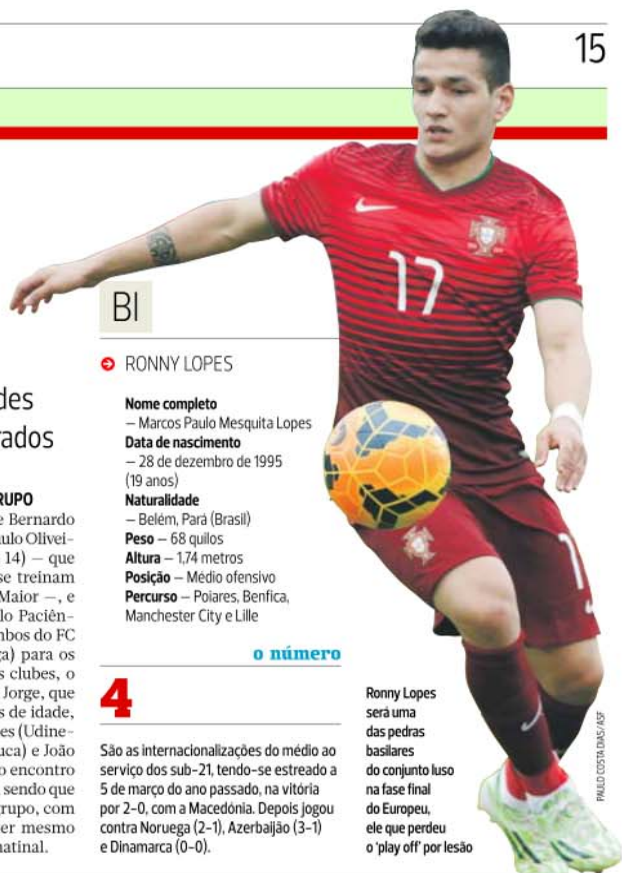 15
des
rados
RUPO
e Bernardo
ulo Olivei-
14) — que
se treinam
Maior —, e
lo Paciên-
nbos do FC
ga) para os
s clubes, o
Jorge, que
s de idade,
es (Udine-
uca) e João
o encontro
sendo que
grupo, com
er mesmo
natinal.
BI
RONNY LOPES
Nome completo
— Marcos Paulo Mesquita Lopes
Data de nascimento
— 28 de dezembro de 1995
(19 anos)
Naturalidade
— Belém, Pará (Brasil)
Peso — 68 quilos
Altura — 1,74 metros
Posição — Médio ofensivo
Percurso — Poiares, Benfica,
Manchester City e Lille
o número
4
São as internacionalizações do médio ao
serviço dos sub-21, tendo-se estreado a
5 de março do ano passado, na vitória
por 2-0, com a Macedónia. Depois jogou
contra Noruega (2-1), Azerbaijão (3-1)
e Dinamarca (0-0).
17
Ronny Lopes
será uma
das pedras
basilares
do conjunto luso
na fase final
do Europeu,
ele que perdeu
o 'play off' por lesão
PAULO COSTA DIAS/ASF